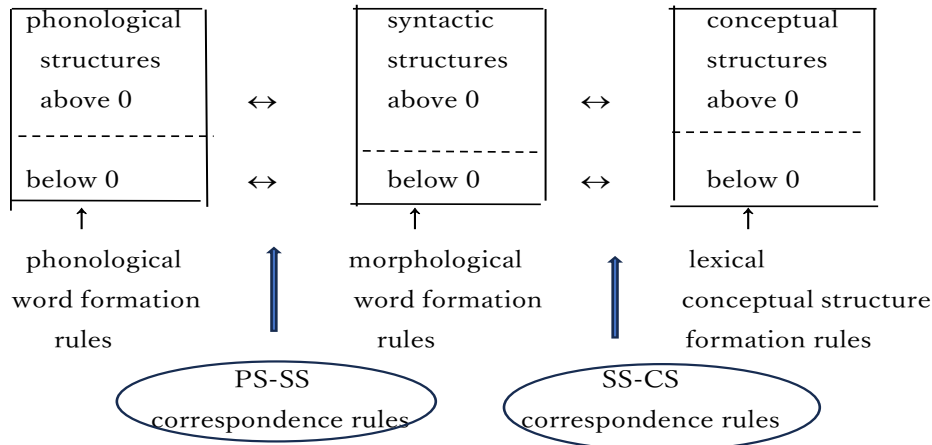 phonological syntactic conceptual
structures structures structures
above 0 ↔ above 0 ↔ above 0
below 0 ↔ below 0 ↔ below 0
↑ ↑ ↑
phonological morphological lexical
word formation word formation conceptual structure
rules rules formation rules
PS-SS SS-CS
correspondence rules correspondence rules